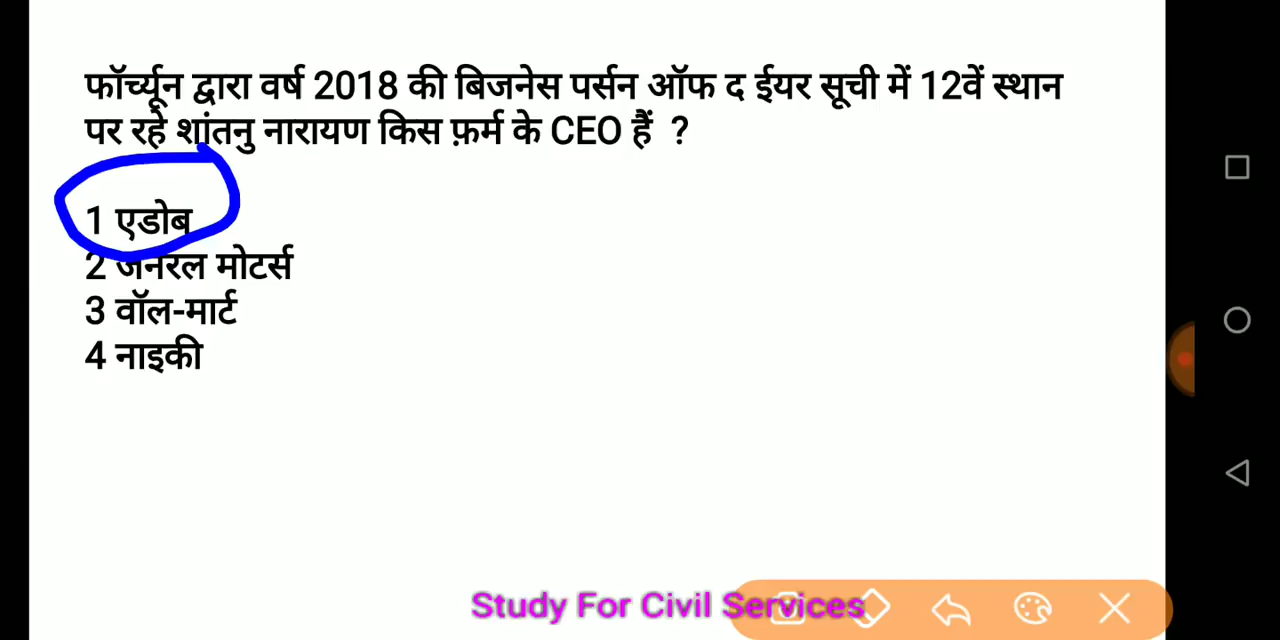 फॉर्च्यून द्वारा वर्ष 2018 की बिजनेस पर्सन ऑफ द ईयर सूची में 12वें स्थान
पर रहे शांतनु नारायण किस फ़र्म के CEO हैं ?
1 एडोब
2 जनरल मोटर्स
3 वॉल-मार्ट
4 नाइकी
Study For Civil Services